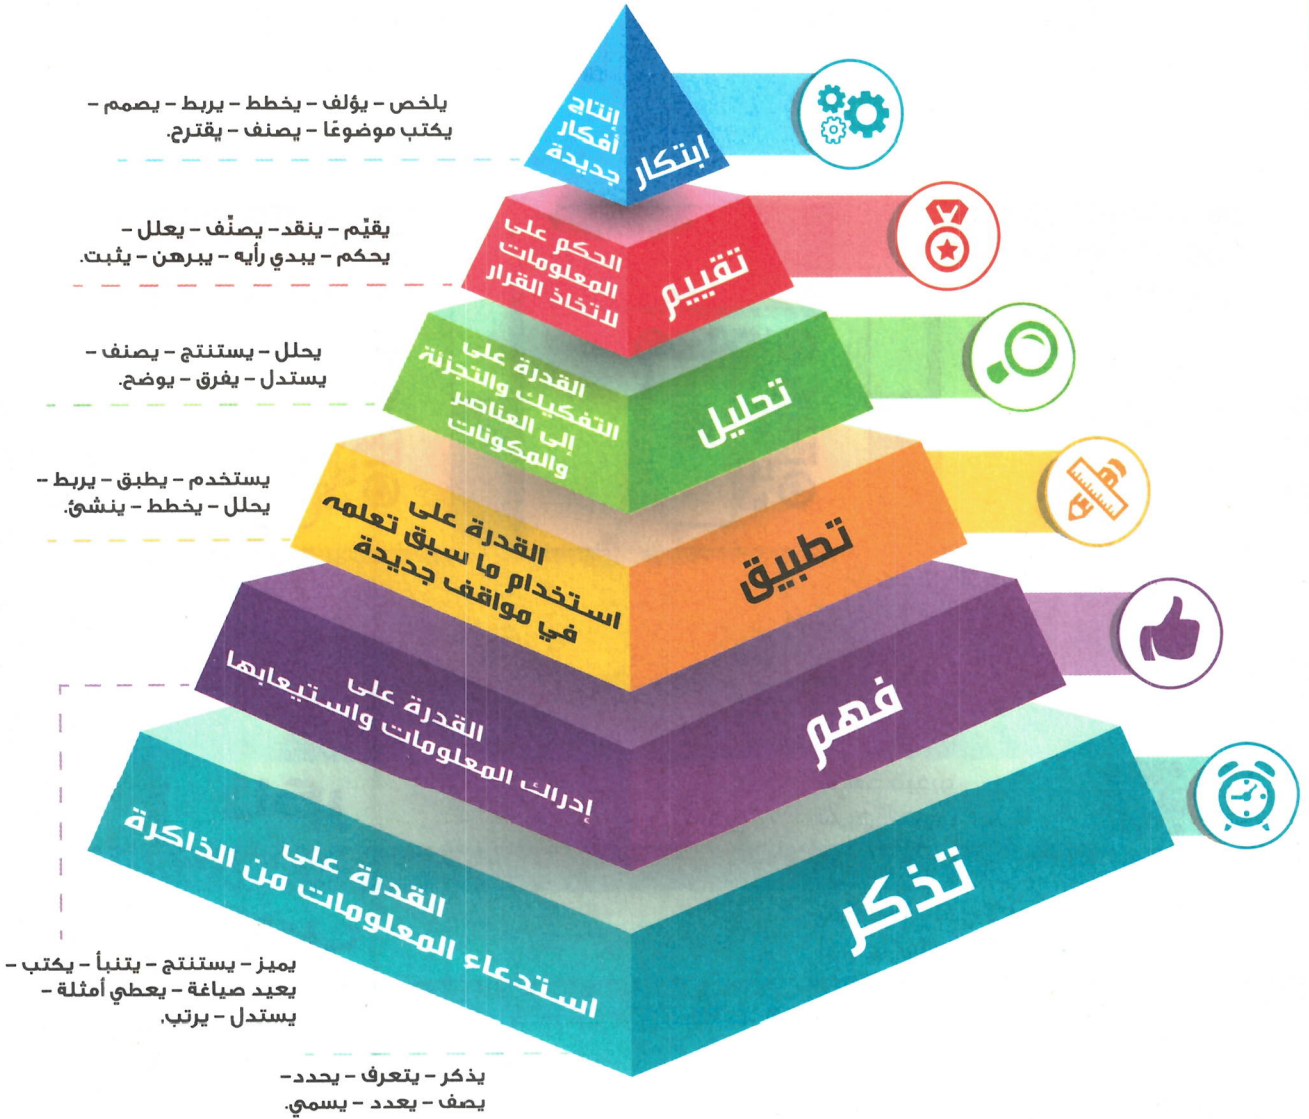 يلخص – يؤلف – يخطط – يربط – يصمم –
يكتب موضوعًا – يصنف – يقترح.
إنتاج
أفكار
جديدة
ابتكار
يقيِّم – ينقد – يصنِّف – يعلل –
يحكم – يبدي رأيه – يبرهن – يثبت.
الحكم على
المعلومات
لاتخاذ القرار
تقييم
يحلل – يستنتج – يصنف –
يستدل – يفرق – يوضح.
القدرة على
التفكيك والتجزئة
إلى العناصر
والمكونات
تحليل
يستخدم – يطبق – يربط –
يحلل – يخطط – ينشئ.
القدرة على
استخدام ما سبق تعلمه
في مواقف جديدة
تطبيق
القدرة على
إدراك المعلومات واستيعابها
فهم
القدرة على
استدعاء المعلومات من الذاكرة
تذكر
يميز – يستنتج – يتنبأ – يكتب –
يعيد صياغة – يعطي أمثلة –
يستدل – يرتب.
يذكر – يتعرف – يحدد –
يصف – يعدد – يسمي.